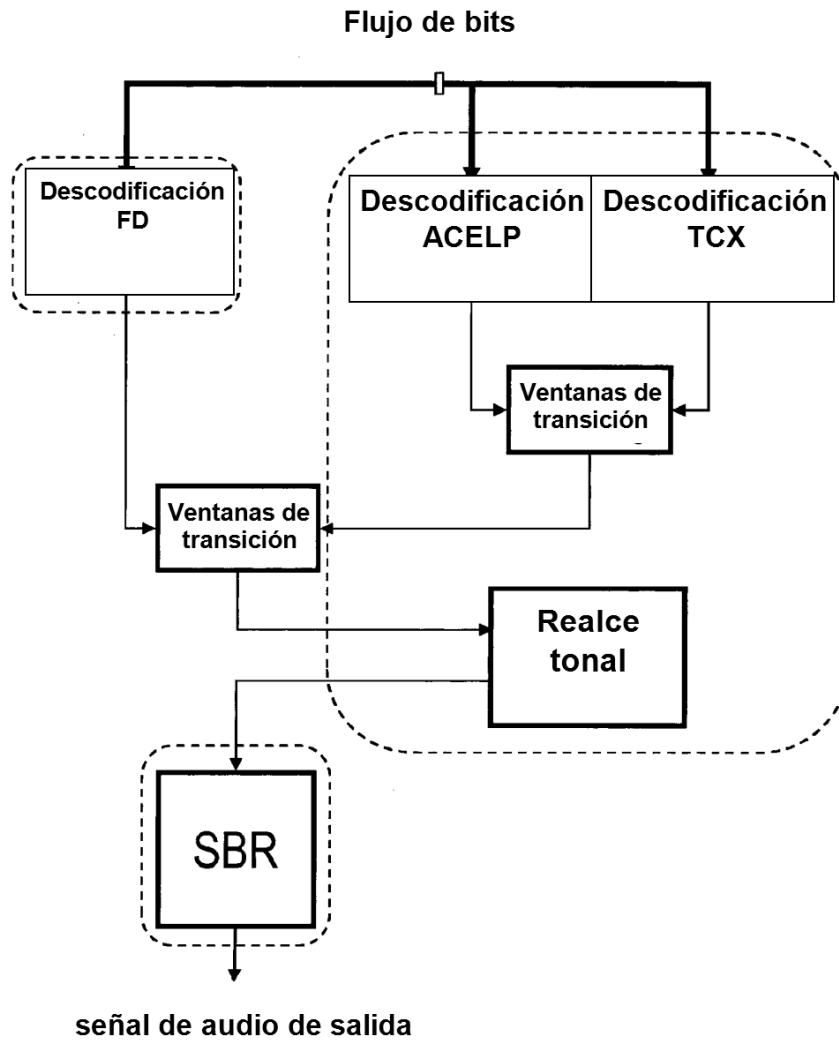 Flujo de bits
Descodificación
FD
Descodificación
ACELP
Descodificación
TCX
Ventanas de
transición
Ventanas de
transición
Realce
tonal
SBR
señal de audio de salida